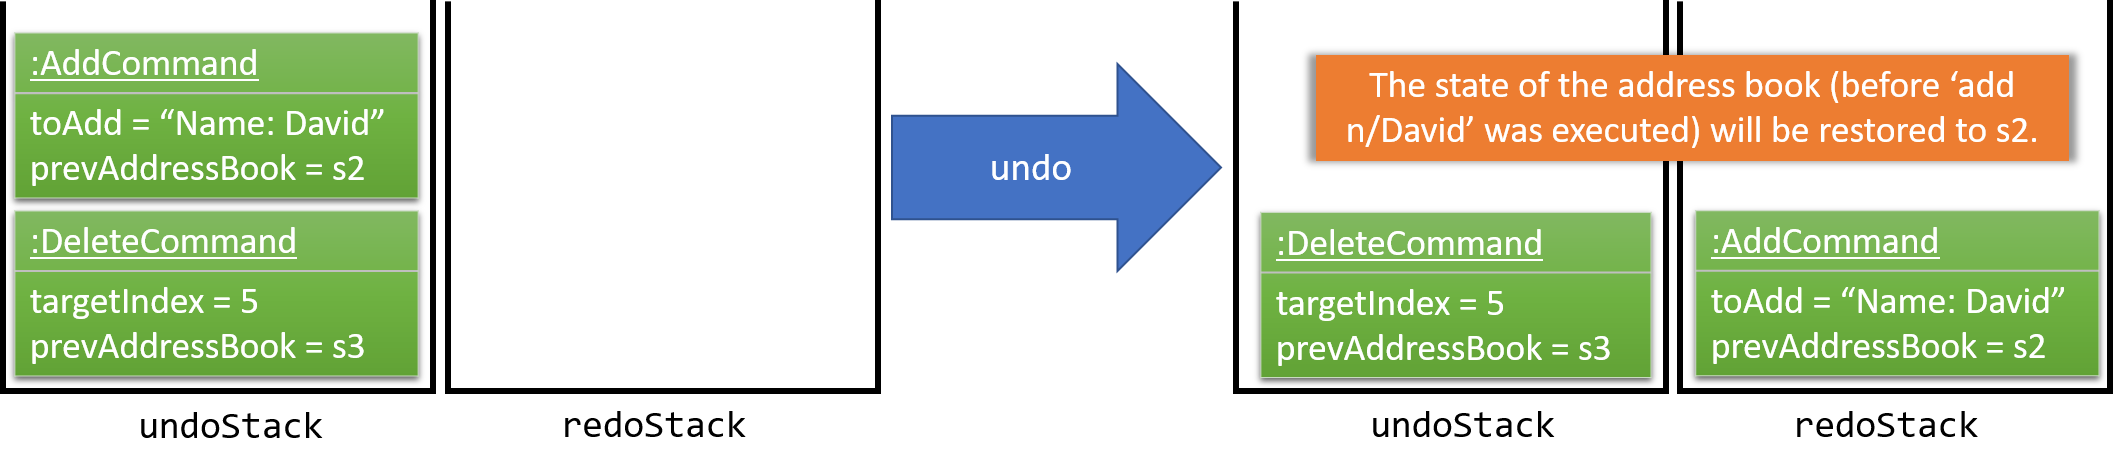 :AddCommand
toAdd = “Name: David”
prevAddressBook = s2
:DeleteCommand
targetIndex = 5
prevAddressBook = s3
undoStack
redoStack
undo
The state of the address book (before ‘add
n/David’ was executed) will be restored to s2.
:DeleteCommand
targetIndex = 5
prevAddressBook = s3
:AddCommand
toAdd = “Name: David”
prevAddressBook = s2
undoStack
redoStack